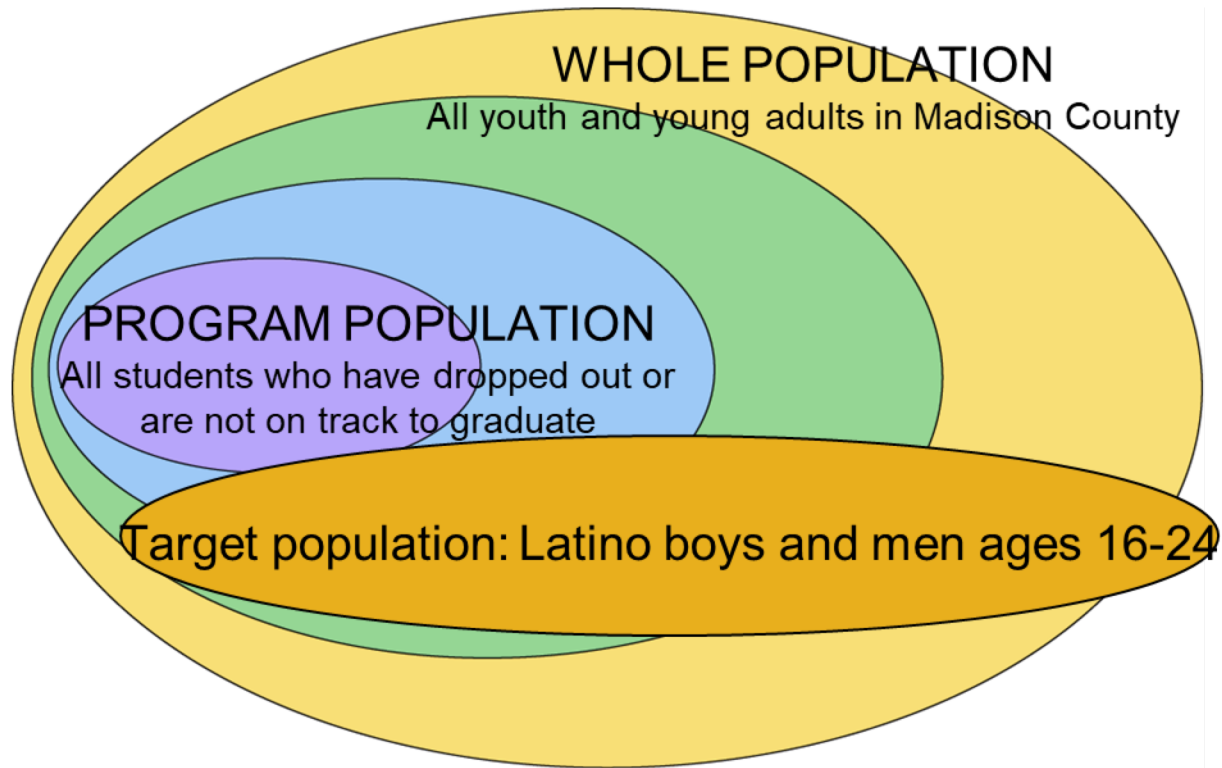 WHOLE POPULATION
All youth and young adults in Madison County
PROGRAM POPULATION
All students who have dropped out or
are not on track to graduate
Target population: Latino boys and men ages 16-24